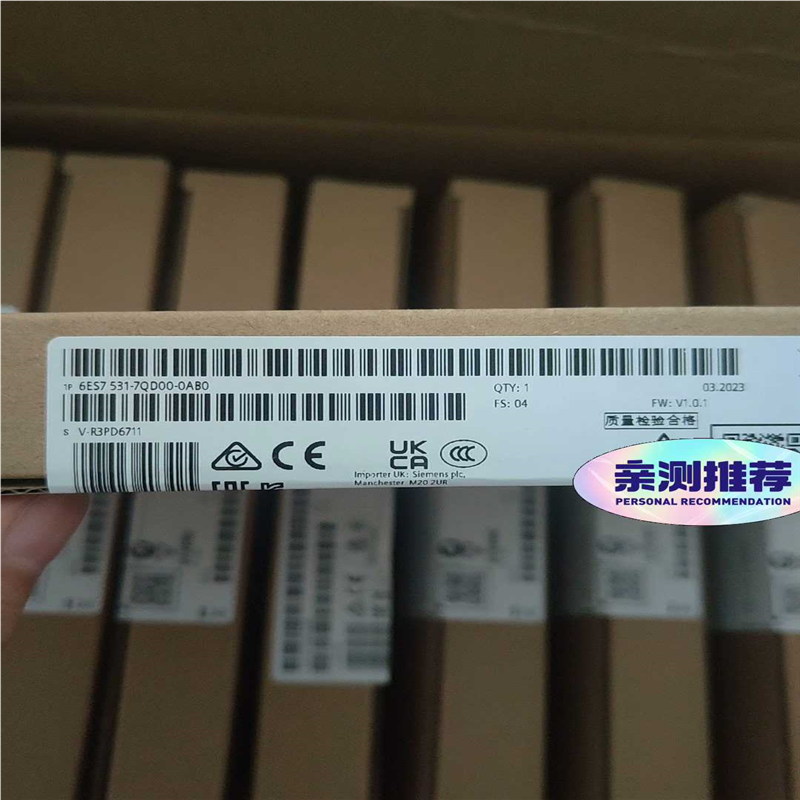 1P 6ES7 531-7QD00-0AB0
QTY: 1
03.2023
FS: 04
FW: V1.0.1
质量检验合格
S V-R3PD6711
CE
UK
CA
CCC
Importer UK: Siemens plc,
Manchester M20 2UR
EAC
亲测推荐
PERSONAL RECOMMENDATION